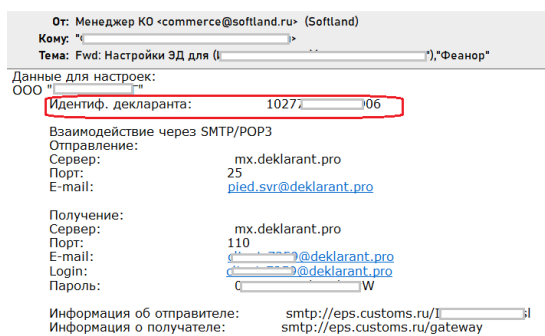 От: Менеджер КО <commerce@softland.ru> (Softland)
Кому: "
Тема: Fwd: Настройки ЭД для ( "),"Феанор"
Данные для настроек:
ООО " "
Идентиф. декларанта: 10277 06
Взаимодействие через SMTP/POP3
Отправление:
Сервер: mx.deklarant.pro
Порт: 25
E-mail: pied.svr@deklarant.pro
Получение:
Сервер: mx.deklarant.pro
Порт: 110
E-mail: @deklarant.pro
Login: @deklarant.pro
Пароль: W
Информация об отправителе: smtp://eps.customs.ru/ sl
Информация о получателе: smtp://eps.customs.ru/gateway